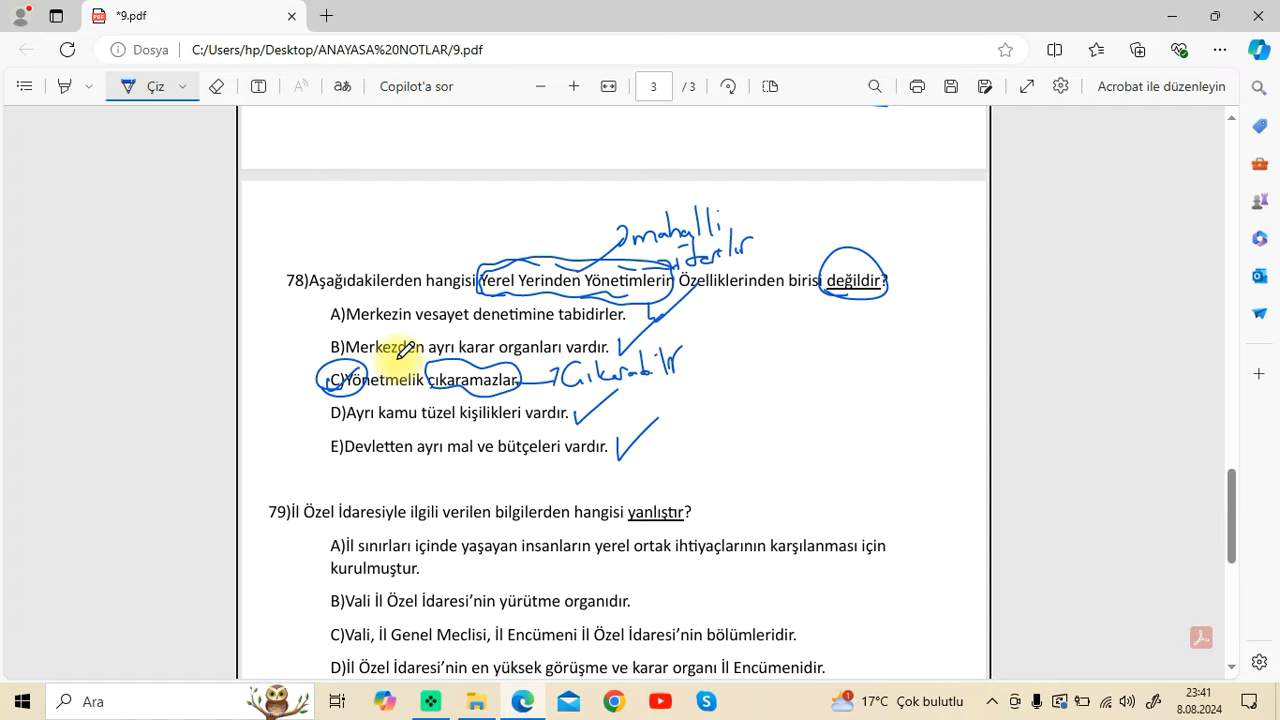 *9.pdf
Dosya
C:/Users/hp/Desktop/ANAYASA%20NOTLAR/9.pdf
Çiz
Copilot'a sor
3
/ 3
Acrobat ile düzenleyin
mahalli
idareler
78)Aşağıdakilerden hangisi Yerel Yerinden Yönetimlerin Özelliklerinden birisi değildir?
A)Merkezin vesayet denetimine tabidirler.
B)Merkezden ayrı karar organları vardır.
C)Yönetmelik çıkaramazlar.
Çıkarabilir
D)Ayrı kamu tüzel kişilikleri vardır.
E)Devletten ayrı mal ve bütçeleri vardır.
79)İl Özel İdaresiyle ilgili verilen bilgilerden hangisi yanlıştır?
A)İl sınırları içinde yaşayan insanların yerel ortak ihtiyaçlarının karşılanması için
kurulmuştur.
B)Vali İl Özel İdaresi’nin yürütme organıdır.
C)Vali, İl Genel Meclisi, İl Encümeni İl Özel İdaresi’nin bölümleridir.
D)İl Özel İdaresi’nin en yüksek görüşme ve karar organı İl Encümenidir.
Ara
1
17°C Çok bulutlu
23:41
8.08.2024